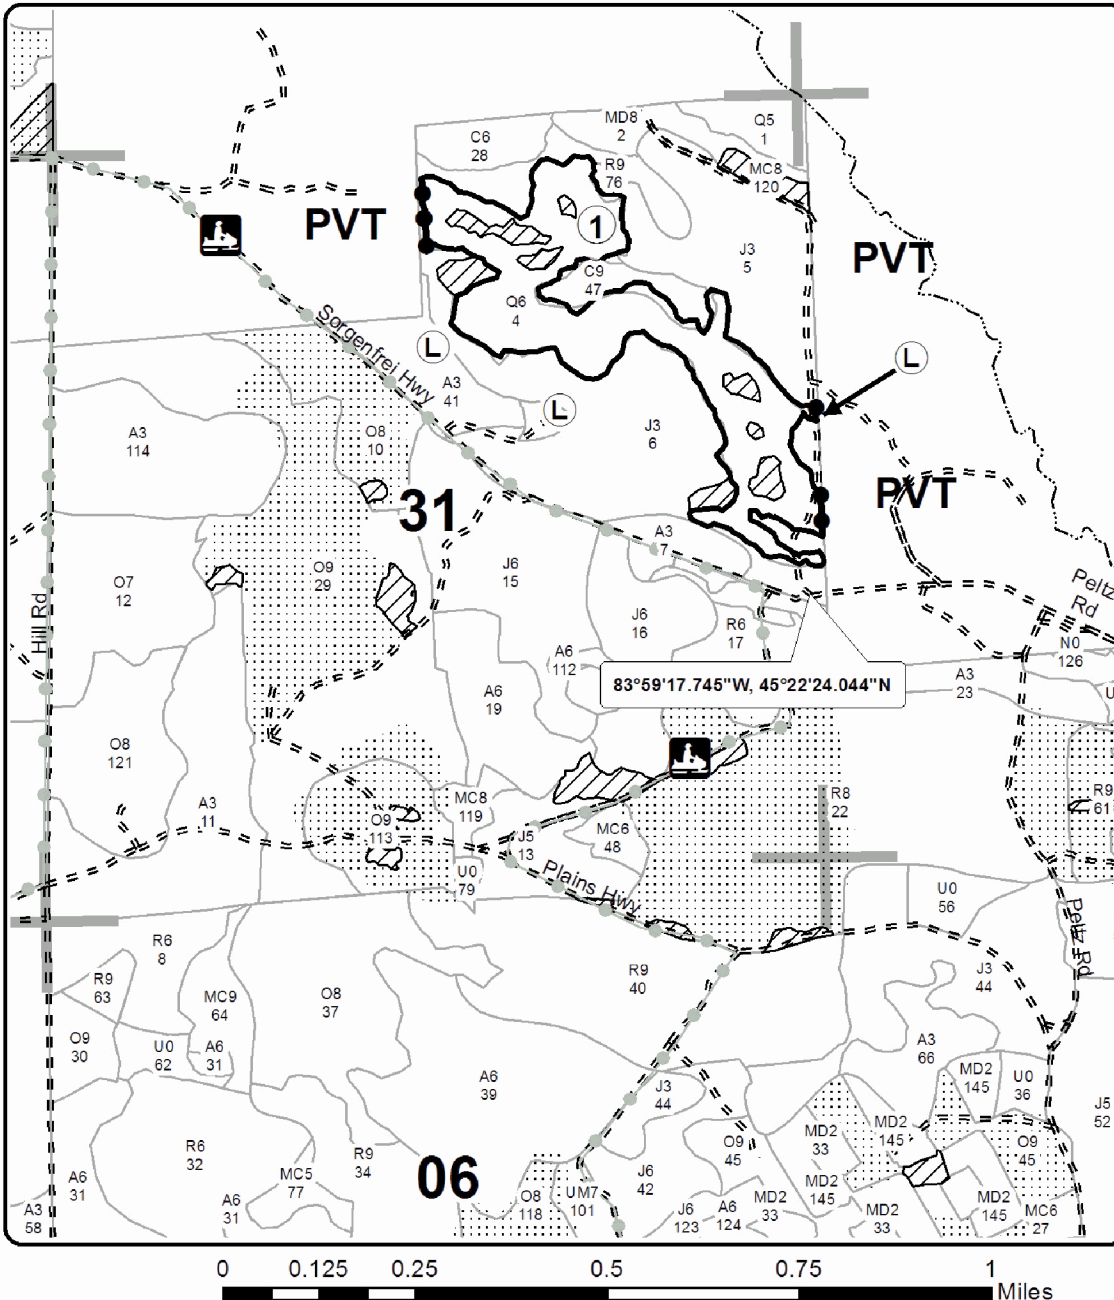 MD8
2
Q5
1
C6
28
R9
76
MC8
120
PVT
1
PVT
J3
5
C9
47
Q6
4
Sorgenfrei Hwy
L
L
A3
41
L
A3
114
O8
10
J3
6
31
PVT
A3
7
O9
29
J6
15
O7
12
Hill Rd
J6
16
R6
17
Peltz
Rd
N0
126
A6
112
83°59'17.745"W, 45°22'24.044"N
A3
23
U
A6
19
O8
121
A3
11
MC8
119
R8
22
R9
61
O9
113
J5
13
MC6
48
U0
79
Plains Hwy
U0
56
Peltz Rd
R6
8
R9
63
MC9
64
O8
37
R9
40
J3
44
O9
30
U0
62
A6
31
A6
39
A3
66
MD2
145
U0
36
J3
44
J5
52
R6
32
R9
34
O9
45
MD2
33
MD2
145
O9
45
MC5
77
06
A6
31
A3
58
A6
31
O8
118
UM7
101
J6
42
J6
123
A6
124
MD2
33
MD2
145
MD2
33
MD2
145
MC6
27
0 0.125 0.25 0.5 0.75 1
Miles